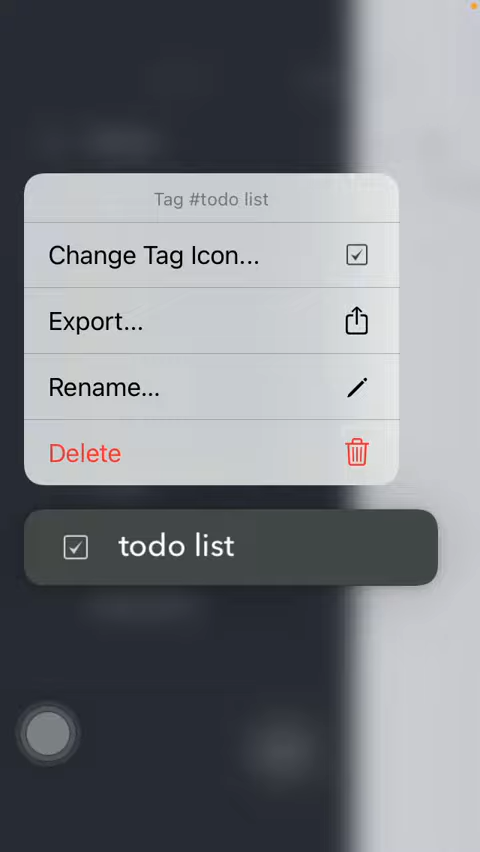 Tag #todo list
Change Tag Icon...
Export...
Rename...
Delete
todo list